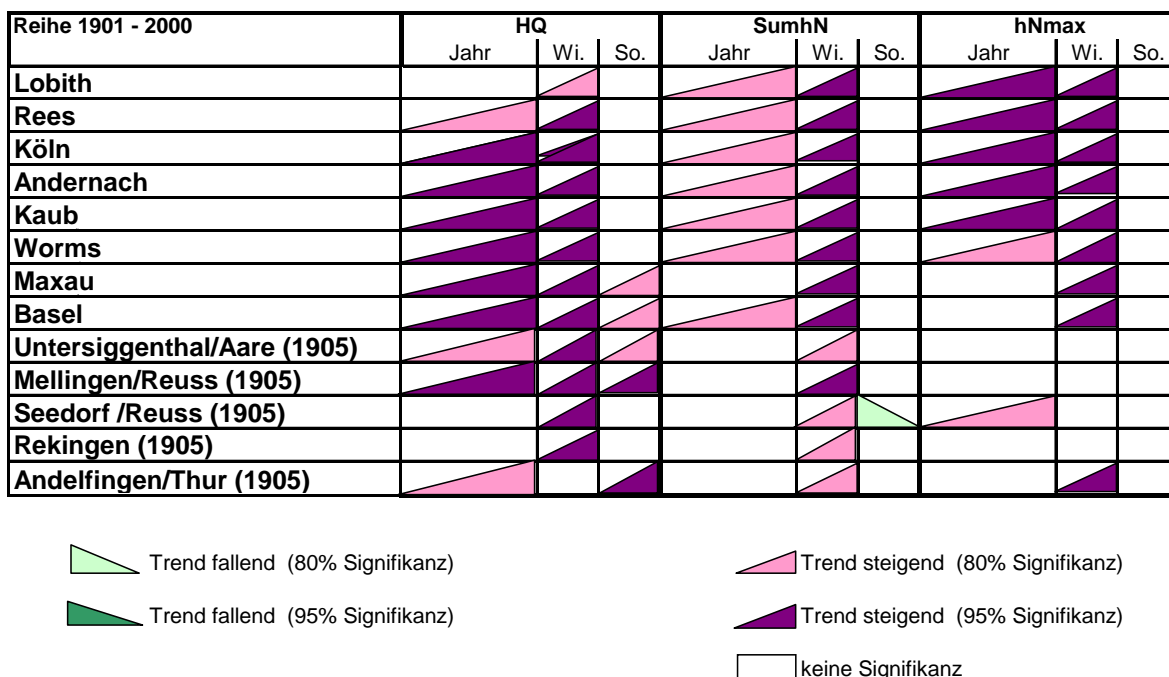 Reihe 1901 - 2000 HQ SumhN hNmax
Jahr Wi. So. Jahr Wi. So. Jahr Wi. So.
Lobith
Rees
Köln
Andernach
Kaub
Worms
Maxau
Basel
Untersiggenthal/Aare (1905)
Mellingen/Reuss (1905)
Seedorf /Reuss (1905)
Rekingen (1905)
Andelfingen/Thur (1905)
Trend fallend (80% Signifikanz) Trend steigend (80% Signifikanz)
Trend fallend (95% Signifikanz) Trend steigend (95% Signifikanz)
keine Signifikanz